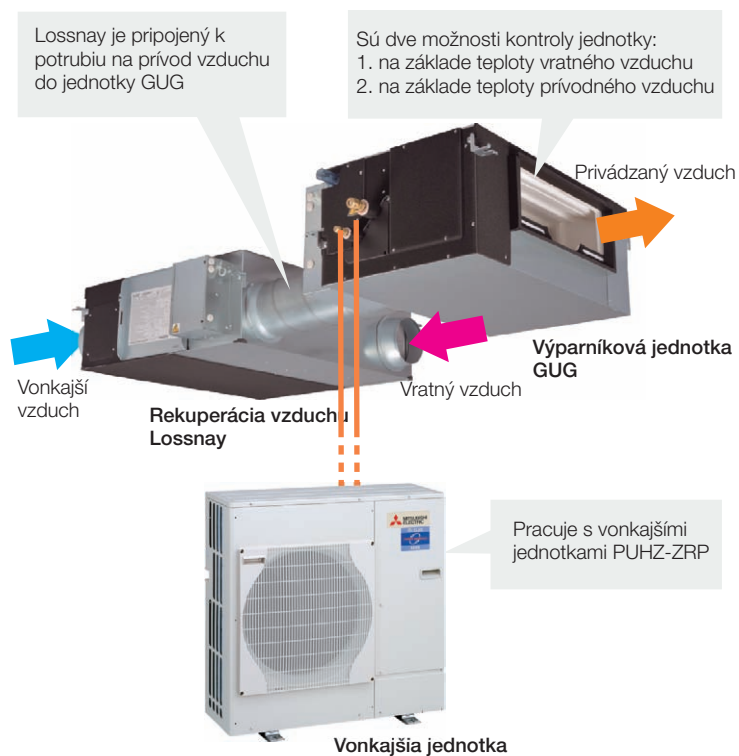 Lossnay je pripojený k
potrubiu na prívod vzduchu
do jednotky GUG
Sú dve možnosti kontroly jednotky:
1. na základe teploty vratného vzduchu
2. na základe teploty prívodného vzduchu
Privádzaný vzduch
Vonkajší
vzduch
Rekuperácia vzduchu
Lossnay
Vratný vzduch
Výparníková jednotka
GUG
MITSUBISHI
ELECTRIC
Pracuje s vonkajšími
jednotkami PUHZ-ZRP
Vonkajšia jednotka